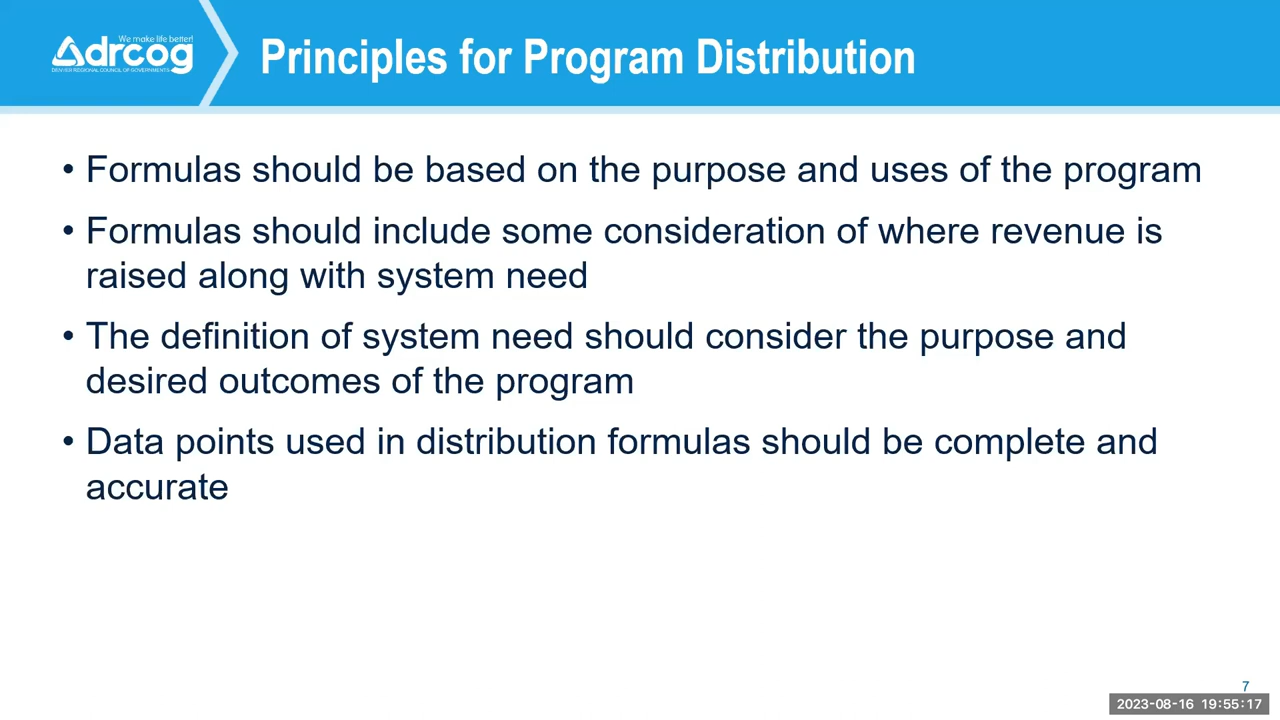 We make life better!
drcog
DENVER REGIONAL COUNCIL OF GOVERNMENTS
Principles for Program Distribution
• Formulas should be based on the purpose and uses of the program
• Formulas should include some consideration of where revenue is
raised along with system need
• The definition of system need should consider the purpose and
desired outcomes of the program
• Data points used in distribution formulas should be complete and
accurate
7
2023-08-16 19:55:17